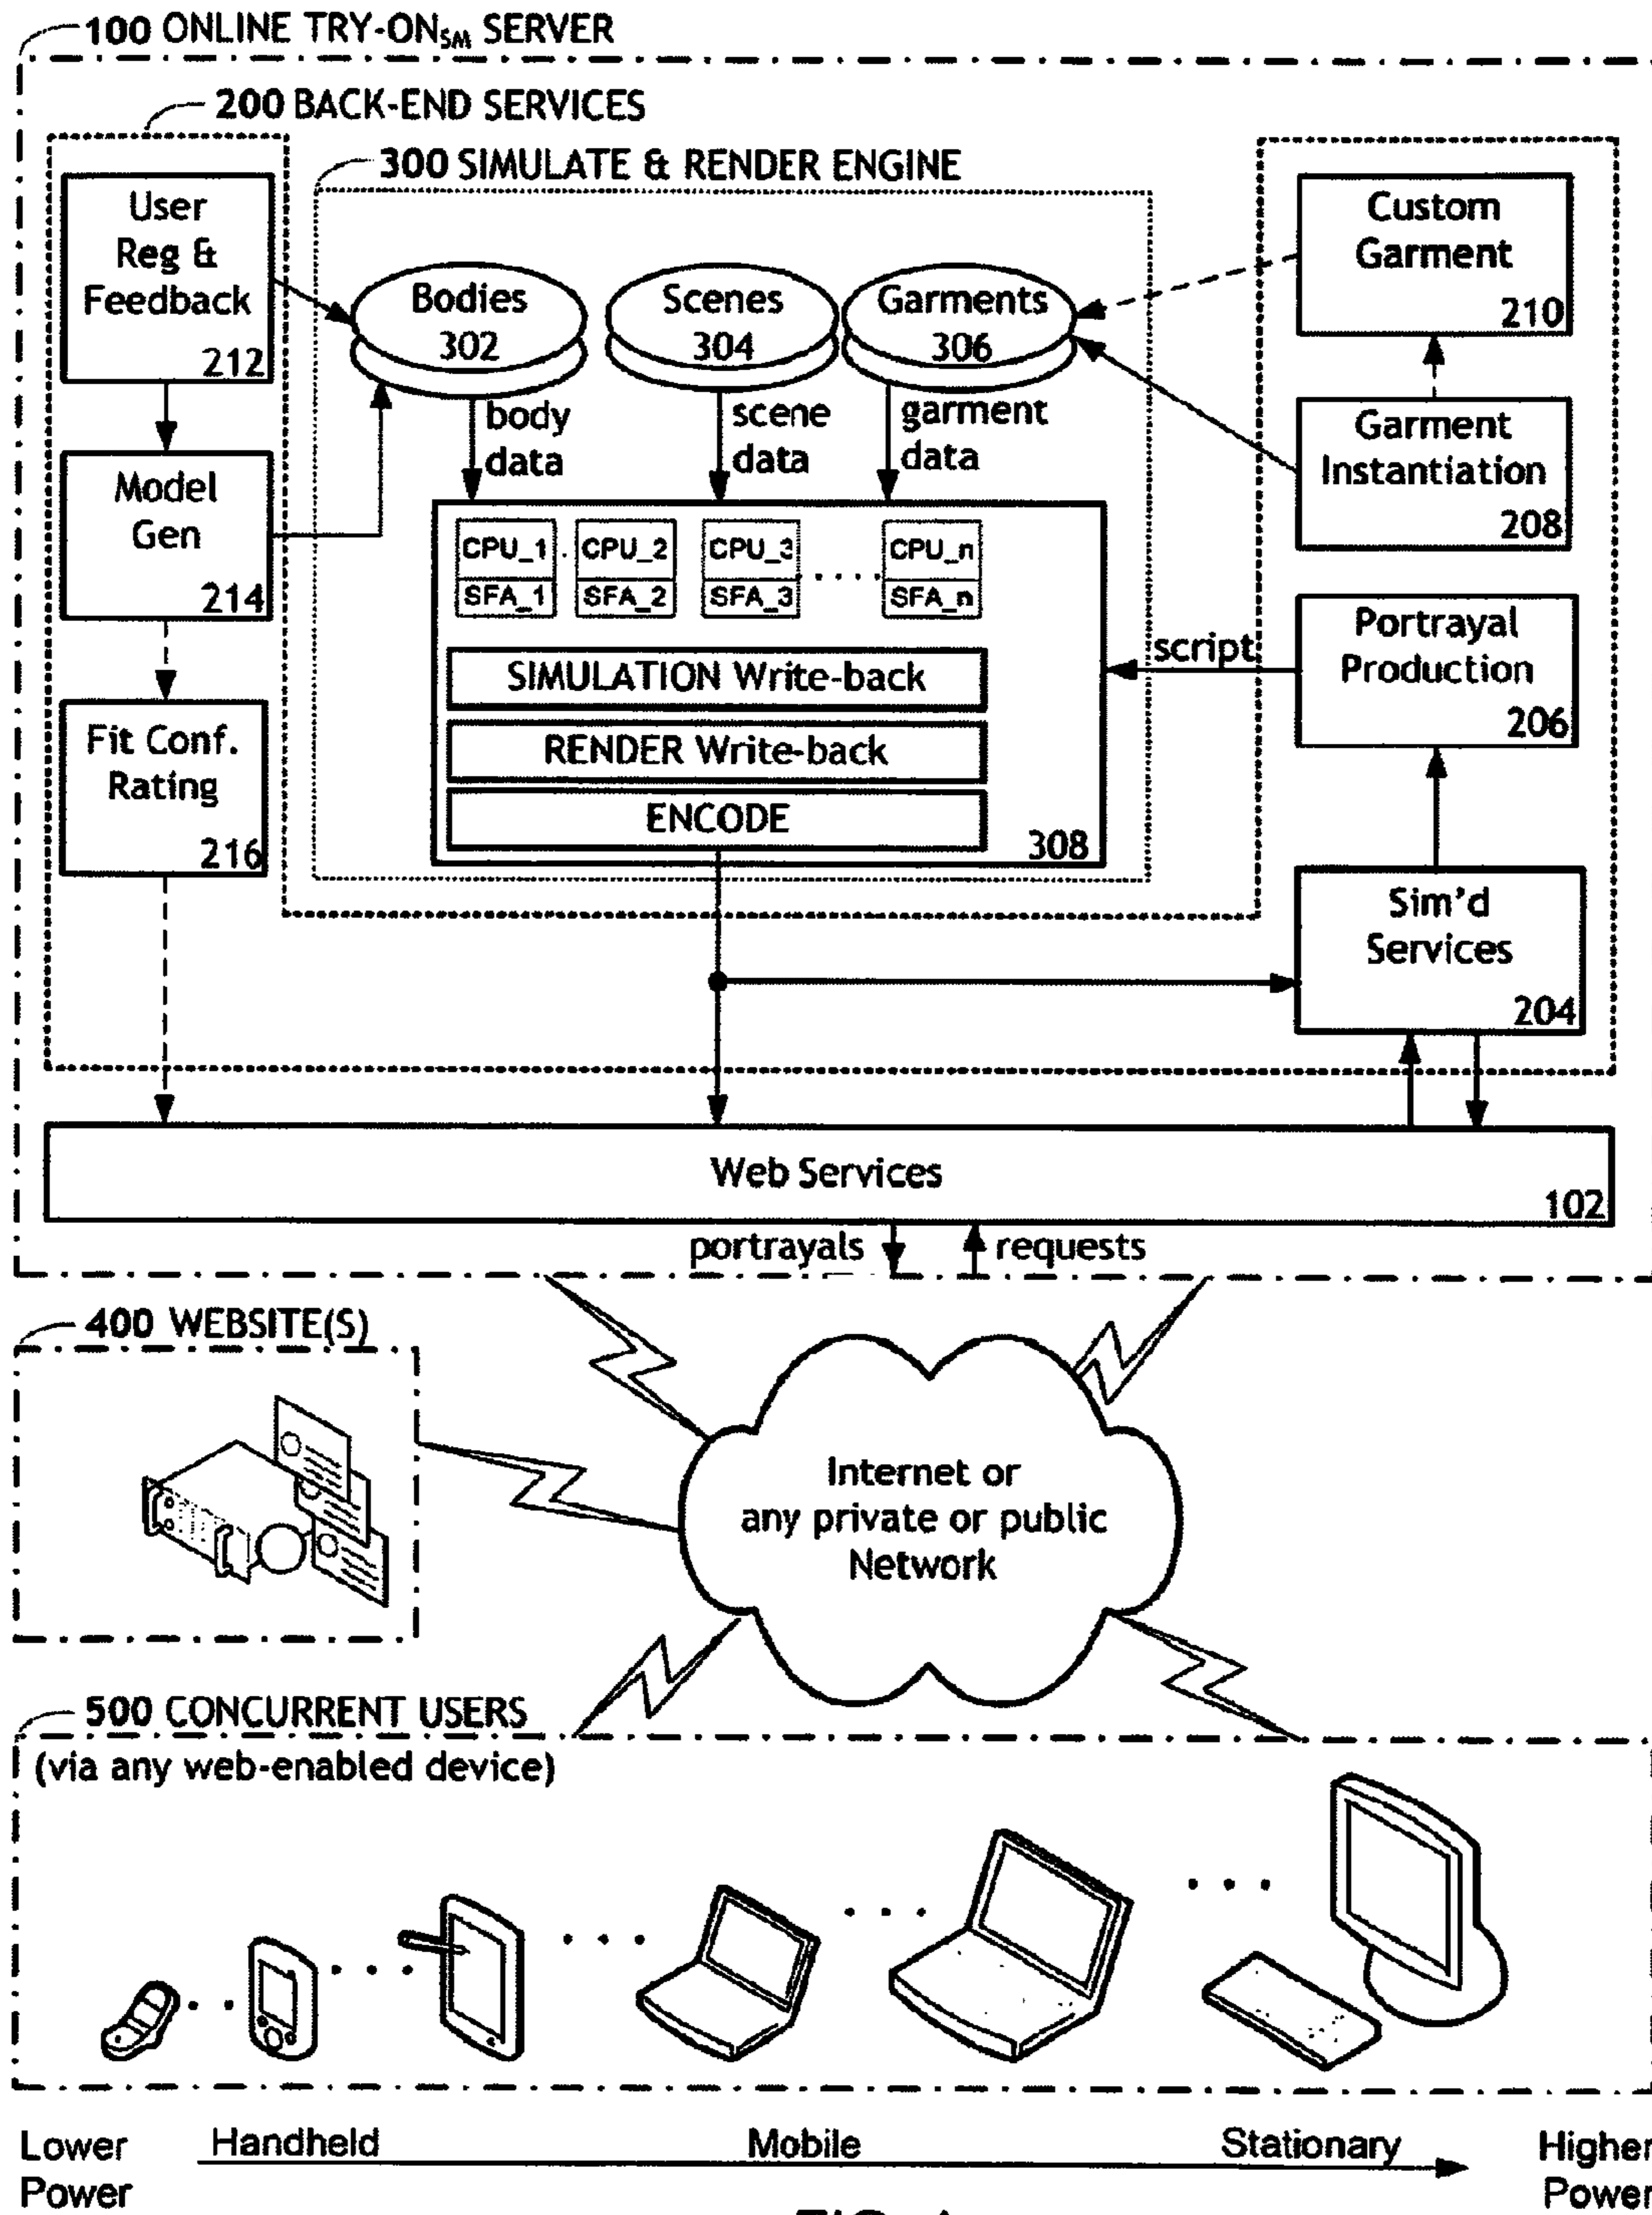 100 ONLINE TRY-ONSM SERVER
200 BACK-END SERVICES
300 SIMULATE & RENDER ENGINE
User
Reg &
Feedback
212
Model
Gen
214
Fit Conf.
Rating
216
Bodies
302
Scenes
304
Garments
306
body
data
scene
data
garment
data
CPU_1
SFA_1
CPU_2
SFA_2
CPU_3
SFA_3
CPU_n
SFA_n
SIMULATION Write-back
RENDER Write-back
ENCODE
308
Custom
Garment
210
Garment
Instantiation
208
script
Portrayal
Production
206
Sim'd
Services
204
Web Services
102
portrayals
requests
400 WEBSITE(S)
Internet or
any private or public
Network
500 CONCURRENT USERS
(via any web-enabled device)
Lower
Power
Handheld
Mobile
Stationary
Higher
Power